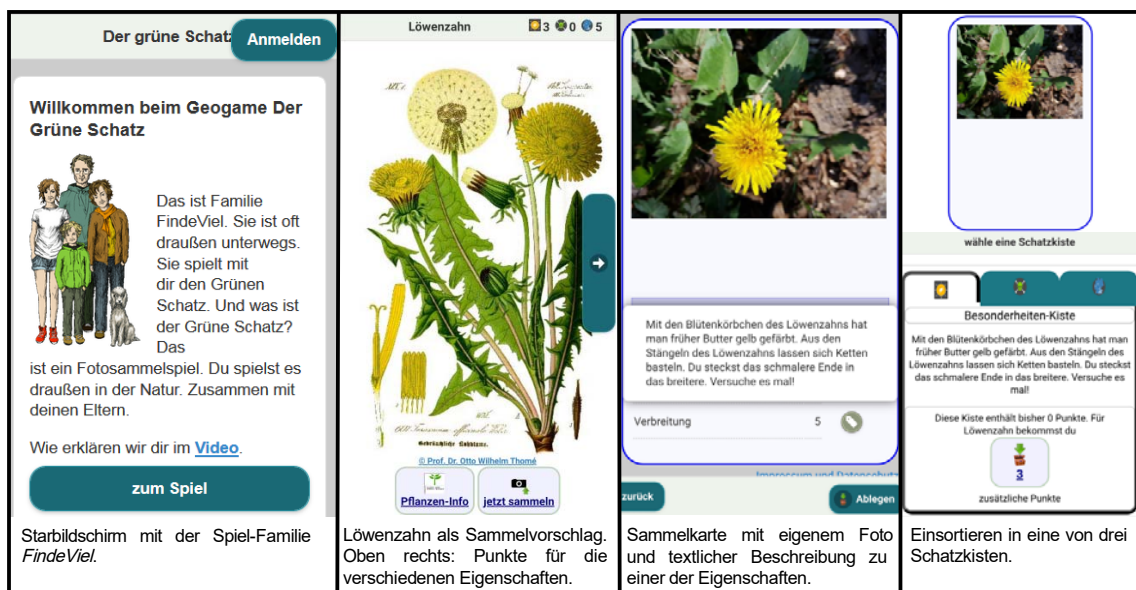 Der grüne Schatz
Anmelden
Willkommen beim Geogame Der
Grüne Schatz
Das ist Familie
FindeViel. Sie ist oft
draußen unterwegs.
Sie spielt mit
dir den Grünen
Schatz. Und was ist
der Grüne Schatz?
Das
ist ein Fotosammelspiel. Du spielst es
draußen in der Natur. Zusammen mit
deinen Eltern.
Wie erklären wir dir im Video.
zum Spiel
Starbildschirm mit der Spiel-Familie
FindeViel.
Löwenzahn 3 0 5
Gebräuchliche Kuhblume.
© Prof. Dr. Otto Wilhelm Thomé
Pflanzen-Info
jetzt sammeln
Löwenzahn als Sammelvorschlag.
Oben rechts: Punkte für die
verschiedenen Eigenschaften.
Mit den Blütenkörbchen des Löwenzahns hat
man früher Butter gelb gefärbt. Aus den
Stängeln des Löwenzahns lassen sich Ketten
basteln. Du steckst das schmalere Ende in
das breitere. Versuche es mal!
Verbreitung 5
Impressum und Datenschutz
zurück
Ablegen
Sammelkarte mit eigenem Foto
und textlicher Beschreibung zu
einer der Eigenschaften.
wähle eine Schatzkiste
Besonderheiten-Kiste
Mit den Blütenkörbchen des Löwenzahns hat man
früher Butter gelb gefärbt. Aus den Stängeln des
Löwenzahns lassen sich Ketten basteln. Du steckst
das schmalere Ende in das breitere. Versuche es
mal!
Diese Kiste enthält bisher 0 Punkte. Für
Löwenzahn bekommst du
3
zusätzliche Punkte
Einsortieren in eine von drei
Schatzkisten.